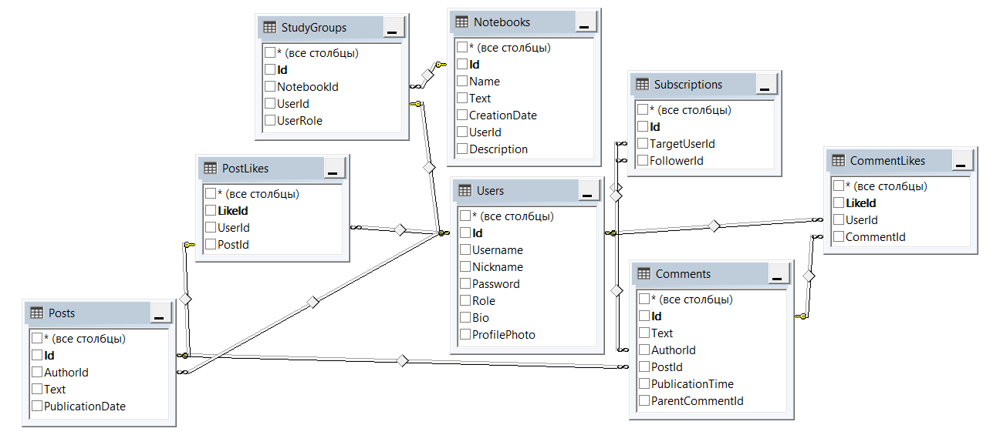 StudyGroups
* (все столбцы)
Id
NotebookId
UserId
UserRole
Notebooks
* (все столбцы)
Id
Name
Text
CreationDate
UserId
Description
Subscriptions
* (все столбцы)
Id
TargetUserId
FollowerId
CommentLikes
* (все столбцы)
LikeId
UserId
CommentId
PostLikes
* (все столбцы)
LikeId
UserId
PostId
Users
* (все столбцы)
Id
Username
Nickname
Password
Role
Bio
ProfilePhoto
Comments
* (все столбцы)
Id
Text
AuthorId
PostId
PublicationTime
ParentCommentId
Posts
* (все столбцы)
Id
AuthorId
Text
PublicationDate